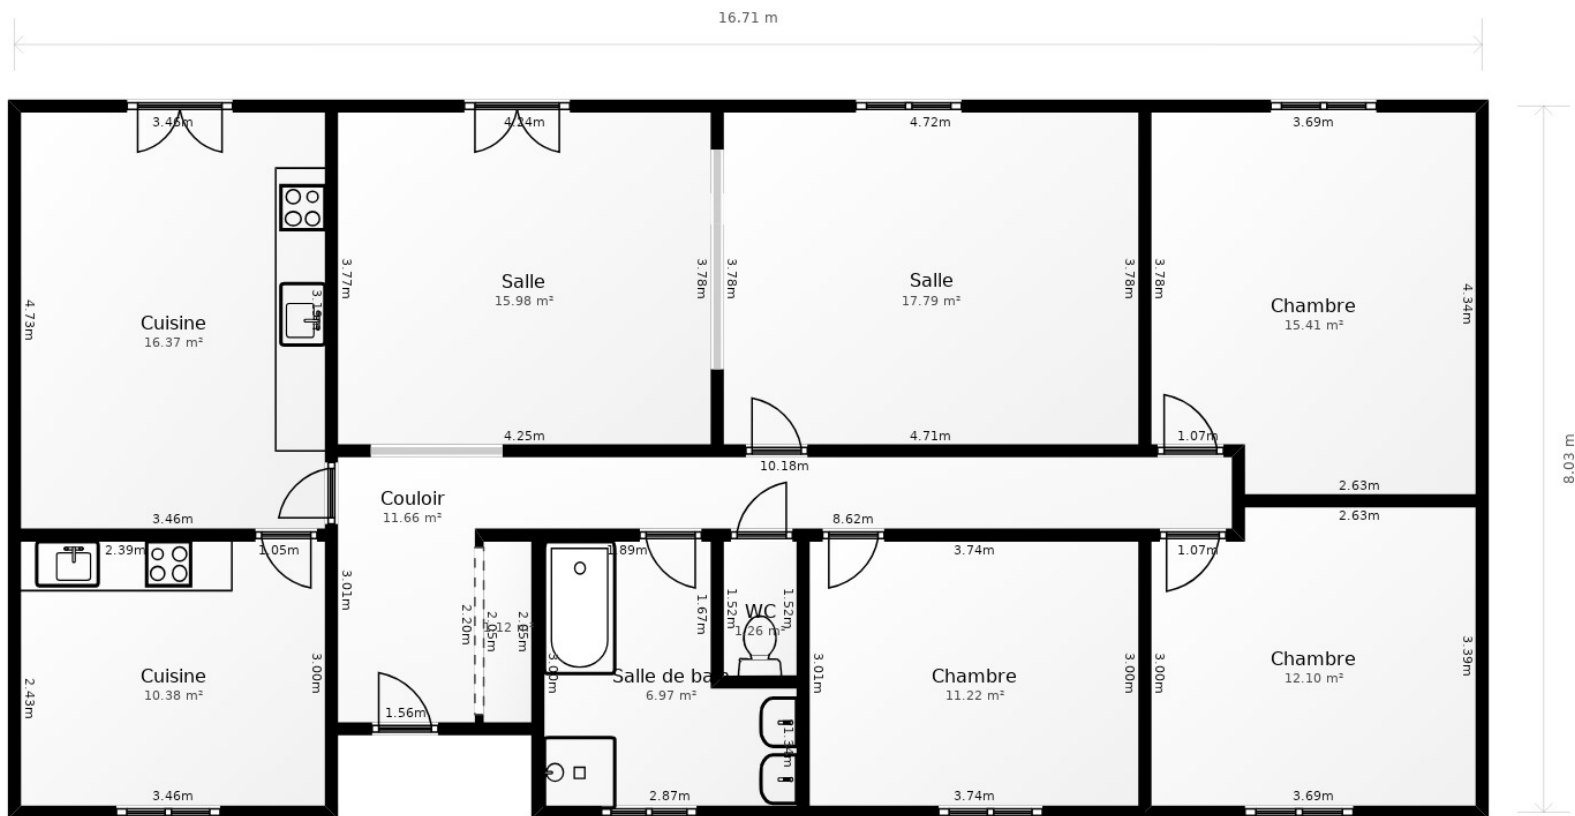 16.71 m
3.46m
4.24m
4.72m
3.69m
3.77m
3.78m
3.78m
3.78m
3.78m
4.34m
4.73m
Cuisine
16.37 m²
Salle
15.98 m²
Salle
17.79 m²
Chambre
15.41 m²
8.03 m
4.25m
4.71m
1.07m
10.18m
2.63m
2.63m
Couloir
11.66 m²
3.46m
8.62m
2.39m
1.05m
1.89m
3.74m
1.07m
3.01m
2.20m
2.05m
2.05m
1.67m
1.52m
1.52m
WC
1.26 m²
Cuisine
10.38 m²
3.00m
2.43m
3.00m
Salle de ba
6.97 m²
3.01m
Chambre
11.22 m²
3.00m
3.00m
Chambre
12.10 m²
3.39m
1.56m
3.46m
2.87m
3.74m
3.69m